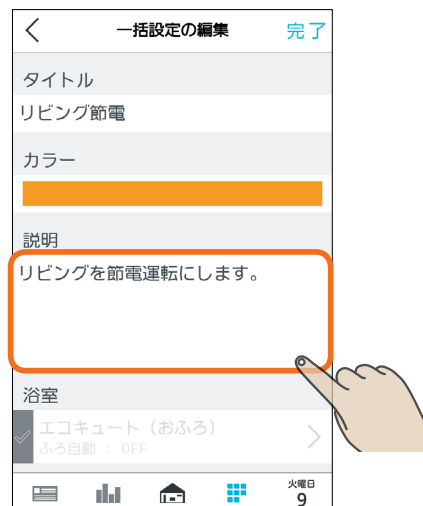 一括設定の編集
完了
タイトル
リビング節電
カラー
説明
リビングを節電運転にします。
浴室
エコキュート（おふろ）
ふろ自動 : OFF
火曜日
9